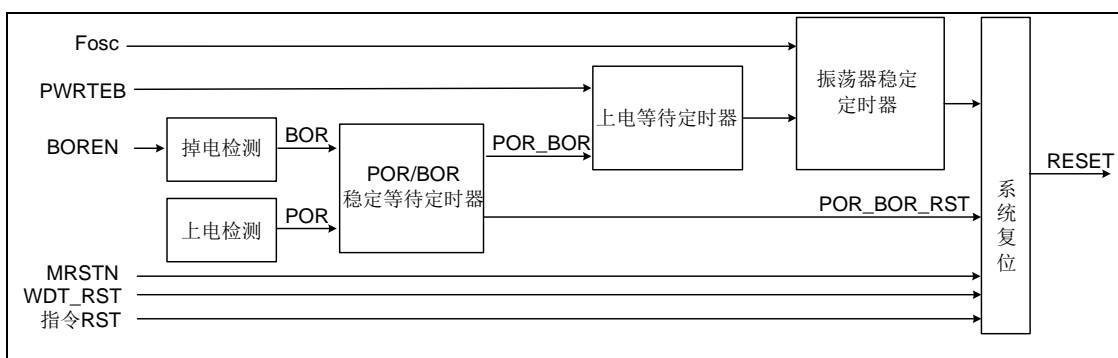 Fosc
PWRTEB
BOREN
掉电检测
BOR
上电检测
POR
POR/BOR
稳定等待定时器
POR_BOR
上电等待定时器
振荡器稳定
定时器
POR_BOR_RST
MRSTN
WDT_RST
指令RST
系
统
复
位
RESET